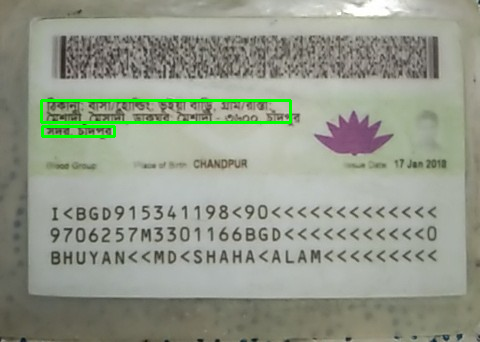 ঠিকানা: বাসা/হোল্ডিং: ভূইয়া বাড়ি, গ্রাম/রাস্তা:
মৈশাদী, মৈসাদী, ডাকঘর: মৈশাদী - ৩৬০০, চাঁদপুর
সদর, চাঁদপুর
Blood Group: Place of Birth: CHANDPUR Issue Date: 17 Jan 2018
I<BGD915341198<90<<<<<<<<<<<<<<
9706257M3301166BGD<<<<<<<<<<<0
BHUYAN<<MD<SHAHA<ALAM<<<<<<<<<